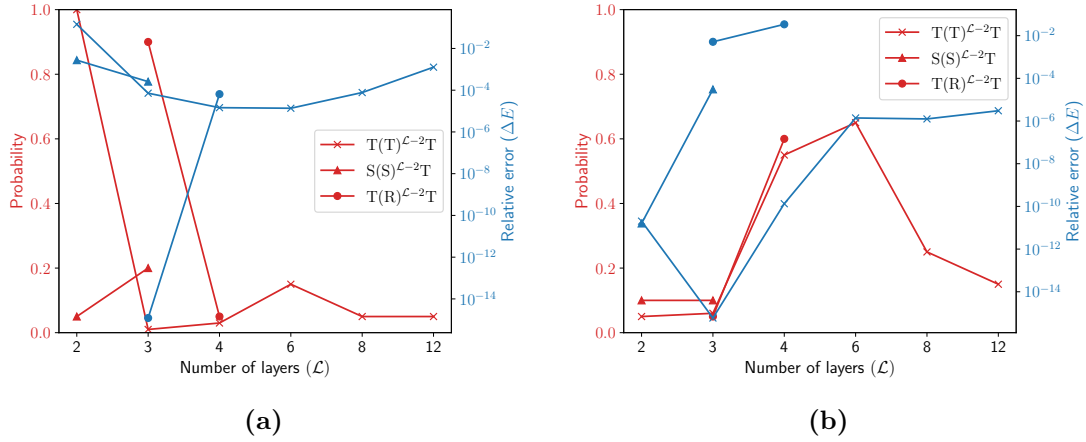 1.0
0.8
0.6
0.4
0.2
0.0
Probability
T(T)^{ℒ−2}T
S(S)^{ℒ−2}T
T(R)^{ℒ−2}T
10^{−2}
10^{−4}
10^{−6}
10^{−8}
10^{−10}
10^{−12}
10^{−14}
Relative error (ΔE)
2 3 4 6 8 12
Number of layers (ℒ)
(a)
1.0
0.8
0.6
0.4
0.2
0.0
Probability
T(T)^{ℒ−2}T
S(S)^{ℒ−2}T
T(R)^{ℒ−2}T
10^{−2}
10^{−4}
10^{−6}
10^{−8}
10^{−10}
10^{−12}
10^{−14}
Relative error (ΔE)
2 3 4 6 8 12
Number of layers (ℒ)
(b)